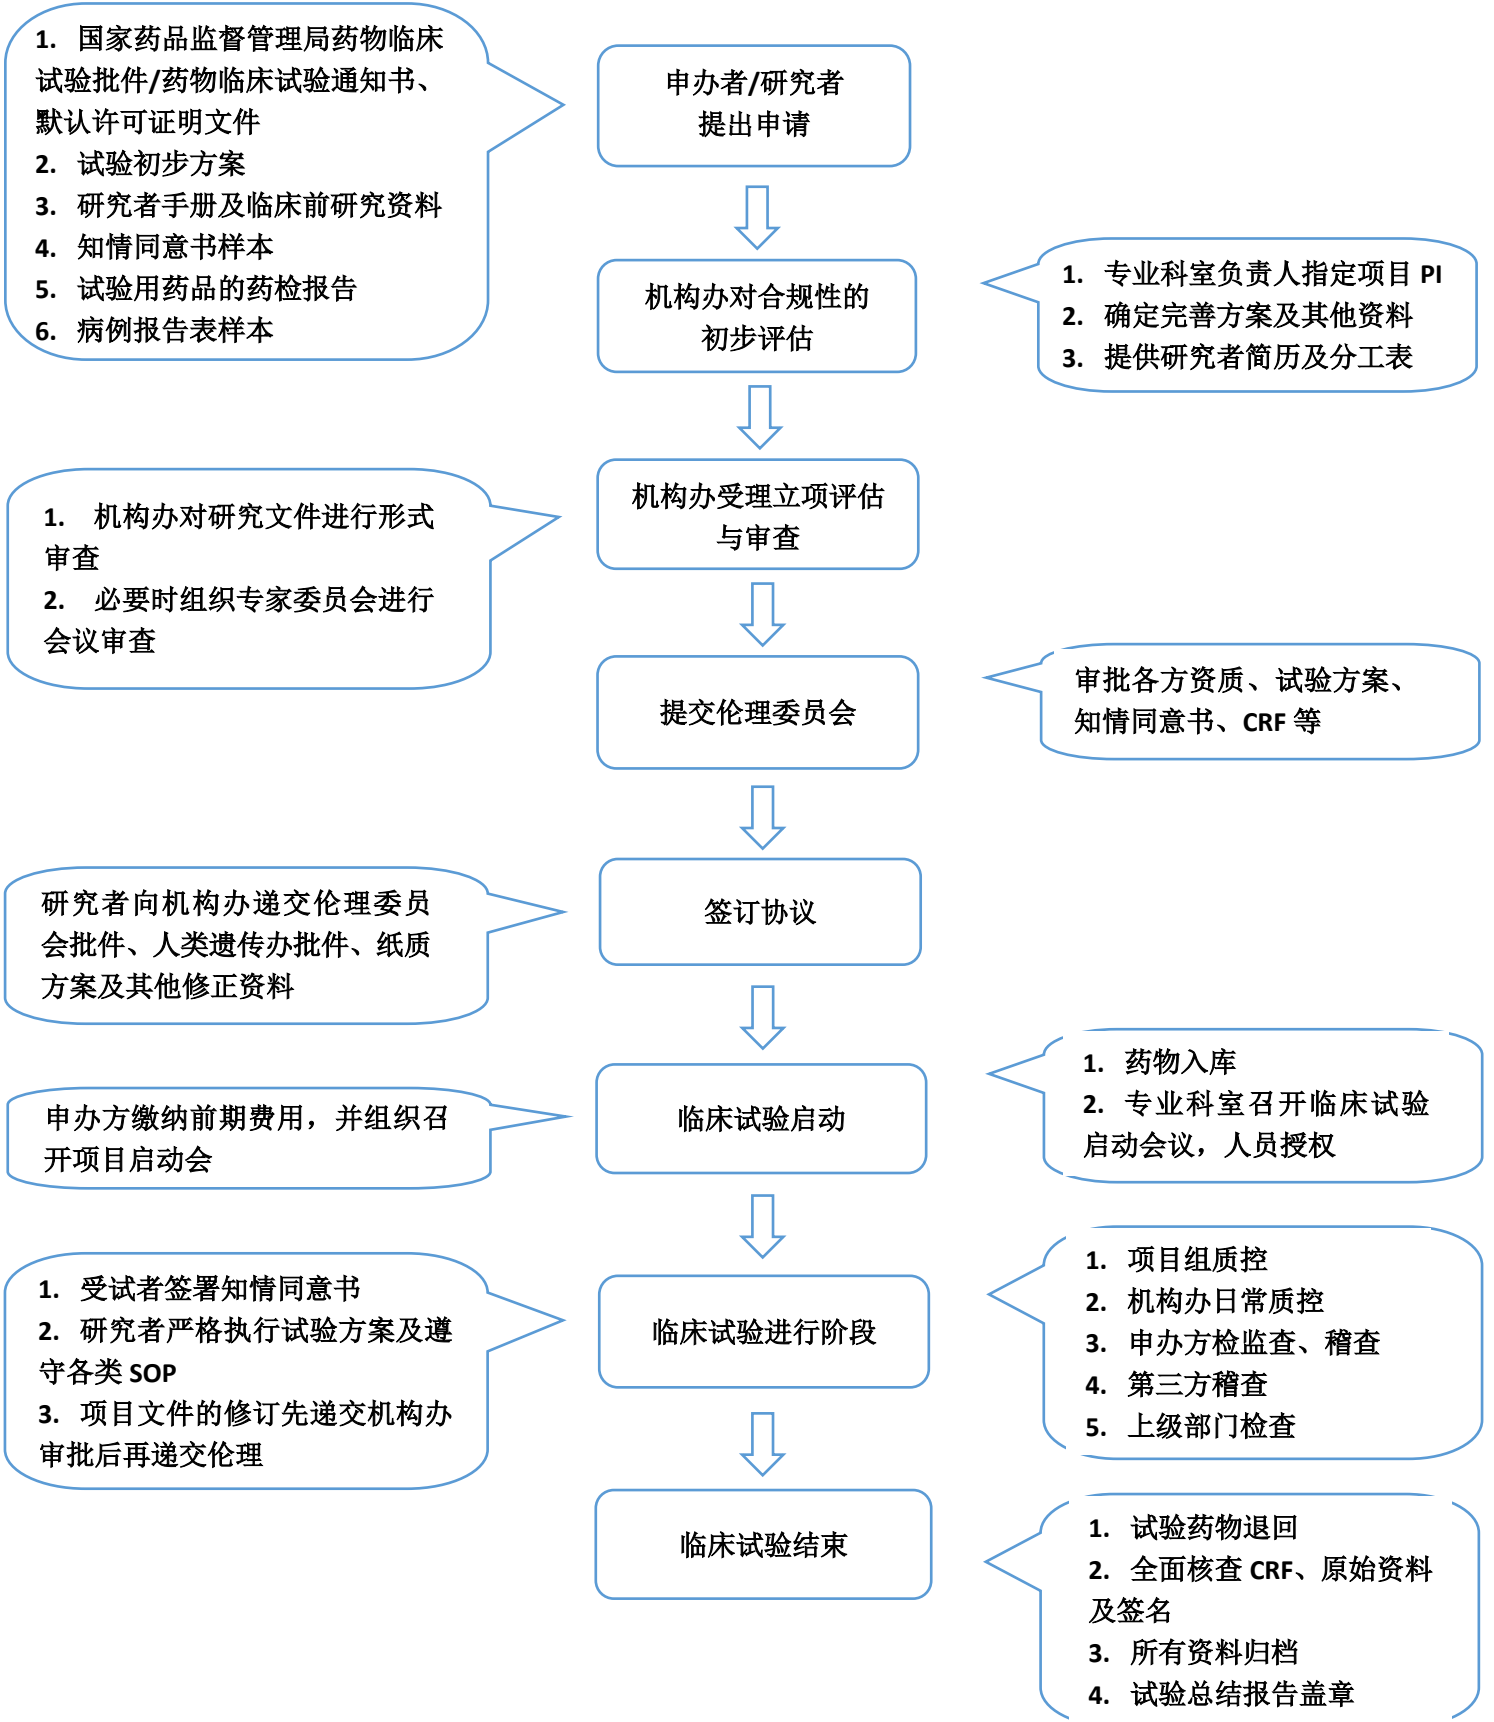 1. 国家药品监督管理局药物临床
试验批件/药物临床试验通知书、
默认许可证明文件
2. 试验初步方案
3. 研究者手册及临床前研究资料
4. 知情同意书样本
5. 试验用药品的药检报告
6. 病例报告表样本
申办者/研究者
提出申请
机构办对合规性的
初步评估
1. 专业科室负责人指定项目 PI
2. 确定完善方案及其他资料
3. 提供研究者简历及分工表
1. 机构办对研究文件进行形式
审查
2. 必要时组织专家委员会进行
会议审查
机构办受理立项评估
与审查
提交伦理委员会
审批各方资质、试验方案、
知情同意书、CRF 等
研究者向机构办递交伦理委员
会批件、人类遗传办批件、纸质
方案及其他修正资料
签订协议
申办方缴纳前期费用，并组织召
开项目启动会
临床试验启动
1. 药物入库
2. 专业科室召开临床试验
启动会议，人员授权
1. 受试者签署知情同意书
2. 研究者严格执行试验方案及遵
守各类 SOP
3. 项目文件的修订先递交机构办
审批后再递交伦理
临床试验进行阶段
1. 项目组质控
2. 机构办日常质控
3. 申办方检监查、稽查
4. 第三方稽查
5. 上级部门检查
临床试验结束
1. 试验药物退回
2. 全面核查 CRF、原始资料
及签名
3. 所有资料归档
4. 试验总结报告盖章